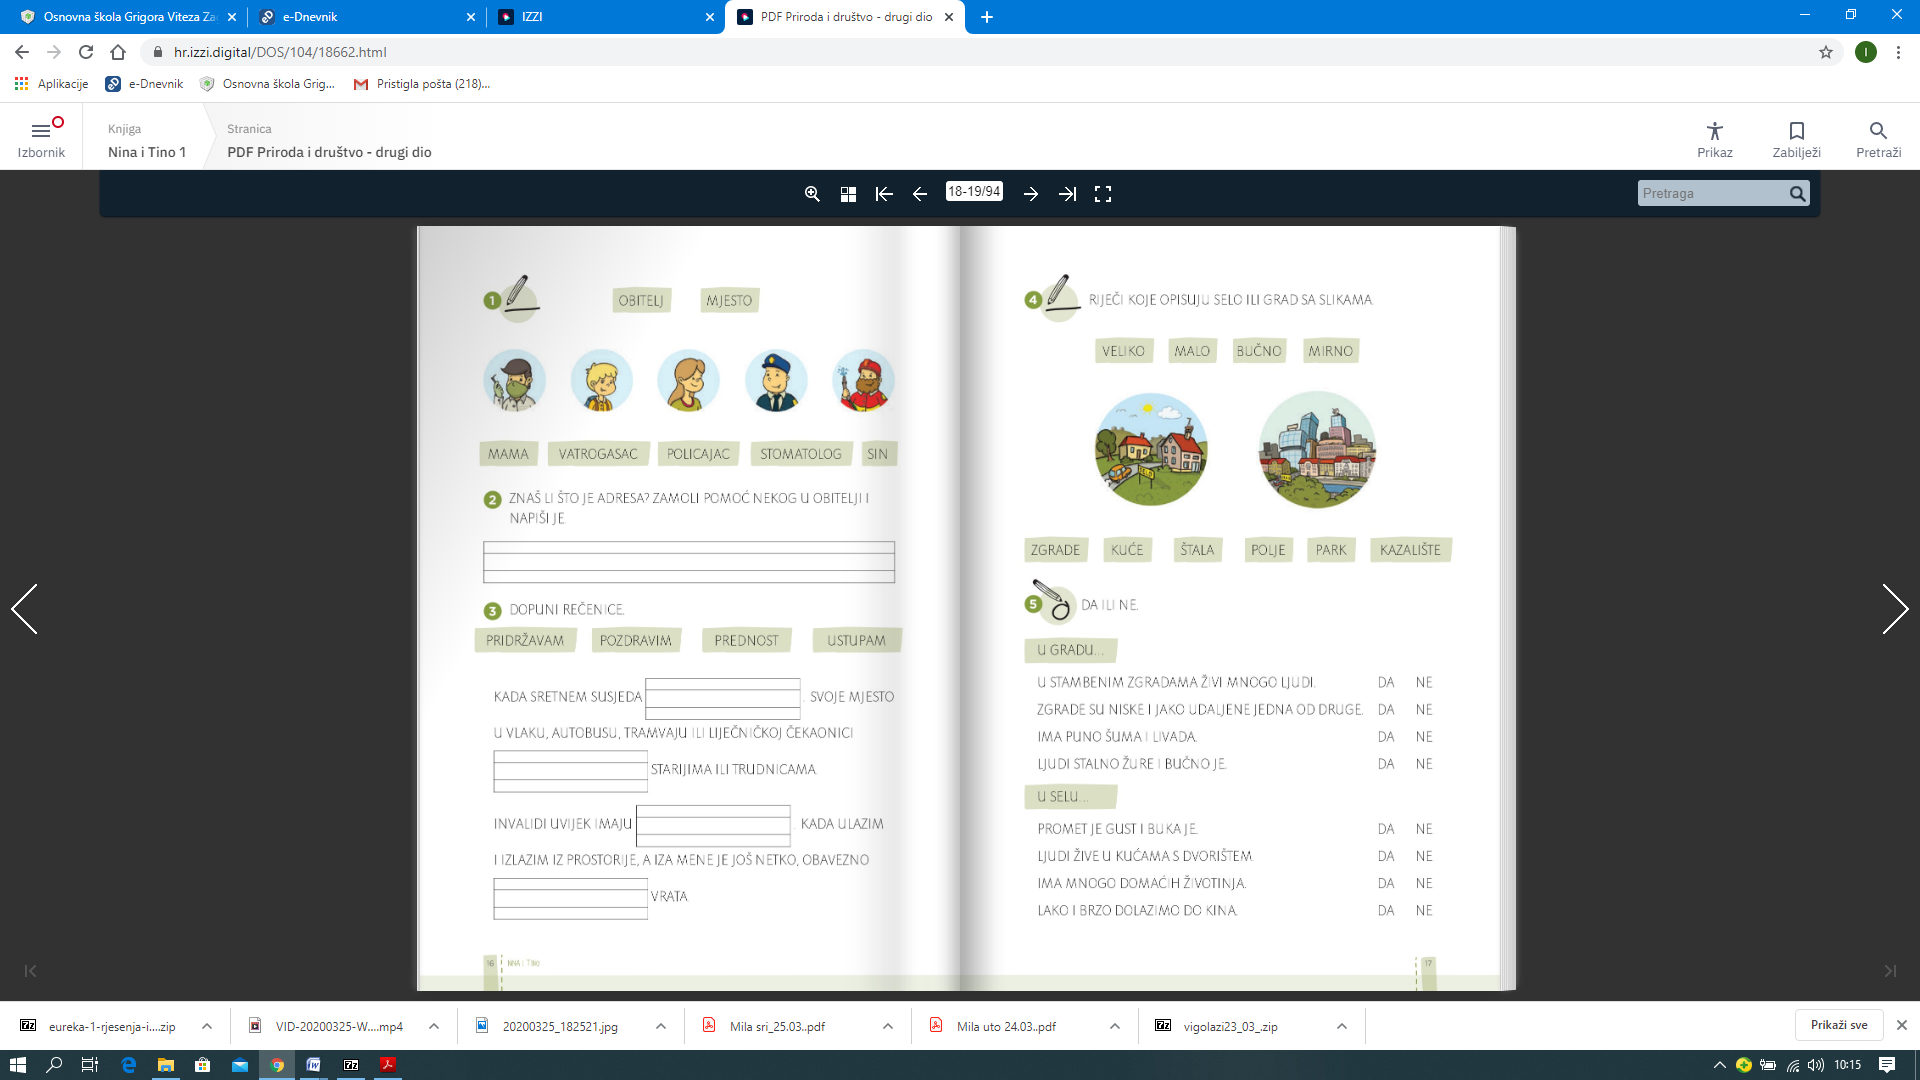 Osnovna škola Grigora Viteza Za
e-Dnevnik
IZZI
PDF Priroda i društvo - drugi dio
hr.izzi.digital/DOS/104/18662.html
I
Aplikacije
e-Dnevnik
Osnovna škola Grig...
Pristigla pošta (218)...
Izbornik
Knjiga
Nina i Tino 1
Stranica
PDF Priroda i društvo - drugi dio
Prikaz
Zabilježi
Pretraži
18-19/94
Pretraga
1
OBITELJ MJESTO
MAMA VATROGASAC POLICAJAC STOMATOLOG SIN
2 ZNAŠ LI ŠTO JE ADRESA? ZAMOLI POMOĆ NEKOG U OBITELJI I
NAPIŠI JE.
3 DOPUNI REČENICE.
PRIDRŽAVAM POZDRAVIM PREDNOST USTUPAM
KADA SRETNEM SUSJEDA . SVOJE MJESTO
U VLAKU, AUTOBUSU, TRAMVAJU ILI LIJEČNIČKOJ ČEKAONICI
STARIJIMA ILI TRUDNICAMA.
INVALIDI UVIJEK IMAJU . KADA ULAZIM
I IZLAZIM IZ PROSTORIJE, A IZA MENE JE JOŠ NETKO, OBAVEZNO
VRATA.
16 NINA I TINO
4 RIJEČI KOJE OPISUJU SELO ILI GRAD SA SLIKAMA.
VELIKO MALO BUČNO MIRNO
ZGRADE KUĆE ŠTALA POLJE PARK KAZALIŠTE
5 DA ILI NE.
U GRADU...
U STAMBENIM ZGRADAMA ŽIVI MNOGO LJUDI. DA NE
ZGRADE SU NISKE I JAKO UDALJENE JEDNA OD DRUGE. DA NE
IMA PUNO ŠUMA I LIVADA. DA NE
LJUDI STALNO ŽURE I BUČNO JE. DA NE
U SELU...
PROMET JE GUST I BUKA JE. DA NE
LJUDI ŽIVE U KUĆAMA S DVORIŠTEM. DA NE
IMA MNOGO DOMAĆIH ŽIVOTINJA. DA NE
LAKO I BRZO DOLAZIMO DO KINA. DA NE
17
eureka-1-rjesenja-i....zip
VID-20200325-W....mp4
20200325_182521.jpg
Mila sri_25.03..pdf
Mila uto 24.03..pdf
vigolazi23_03_.zip
Prikaži sve
10:15